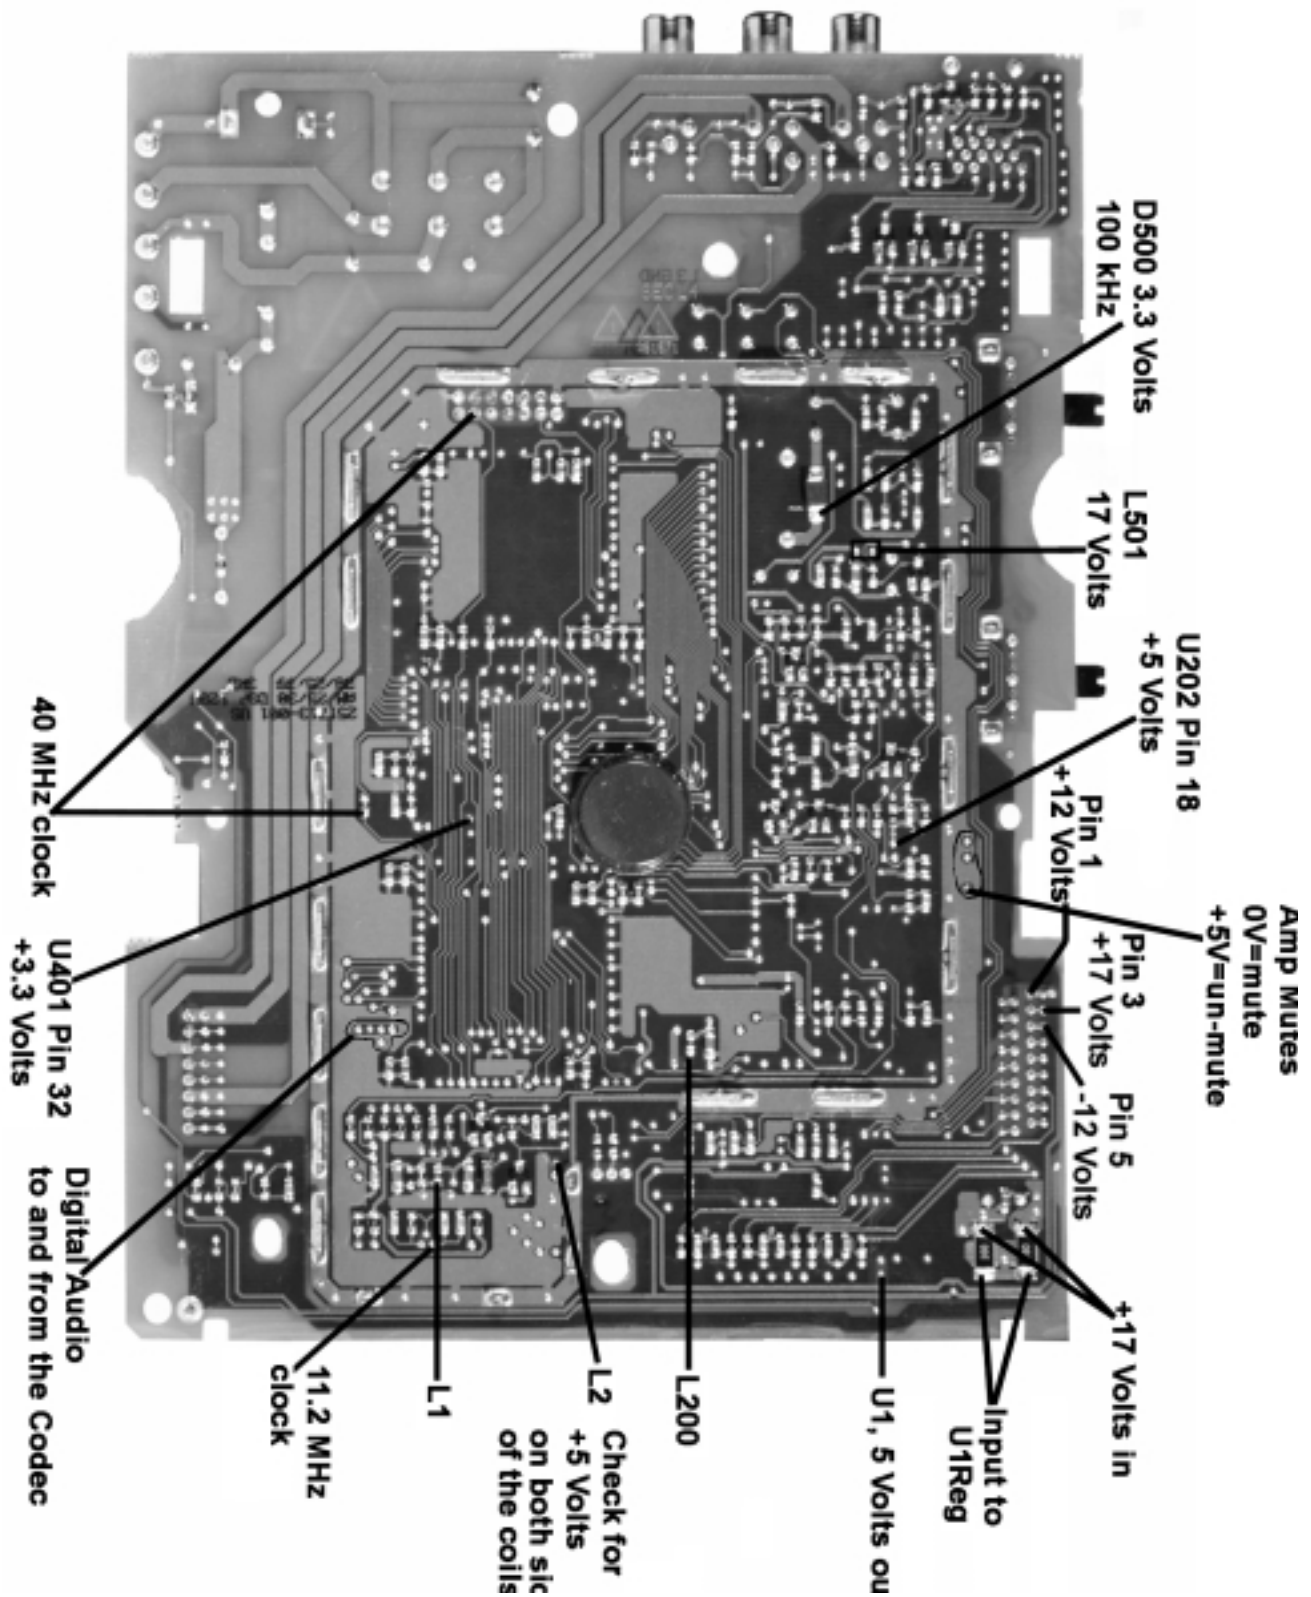 D500 3.3 Volts
100 kHz
L501
17 Volts
U202 Pin 18
+5 Volts
Pin 1
+12 Volts
Amp Mutes
0V=mute
+5V=un-mute
Pin 3
+17 Volts
Pin 5
-12 Volts
+17 Volts in
Input to
U1Reg
U1, 5 Volts ou
L200
L2
Check for
+5 Volts
on both sid
of the coils
L1
11.2 MHz
clock
Digital Audio
to and from the Codec
U401 Pin 32
+3.3 Volts
40 MHz clock